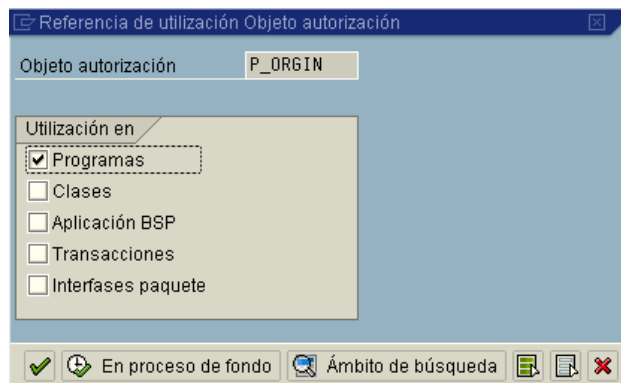 Referencia de utilización Objeto autorización
Objeto autorización P_ORGIN
Utilización en
Programas
Clases
Aplicación BSP
Transacciones
Interfases paquete
En proceso de fondo Ámbito de búsqueda